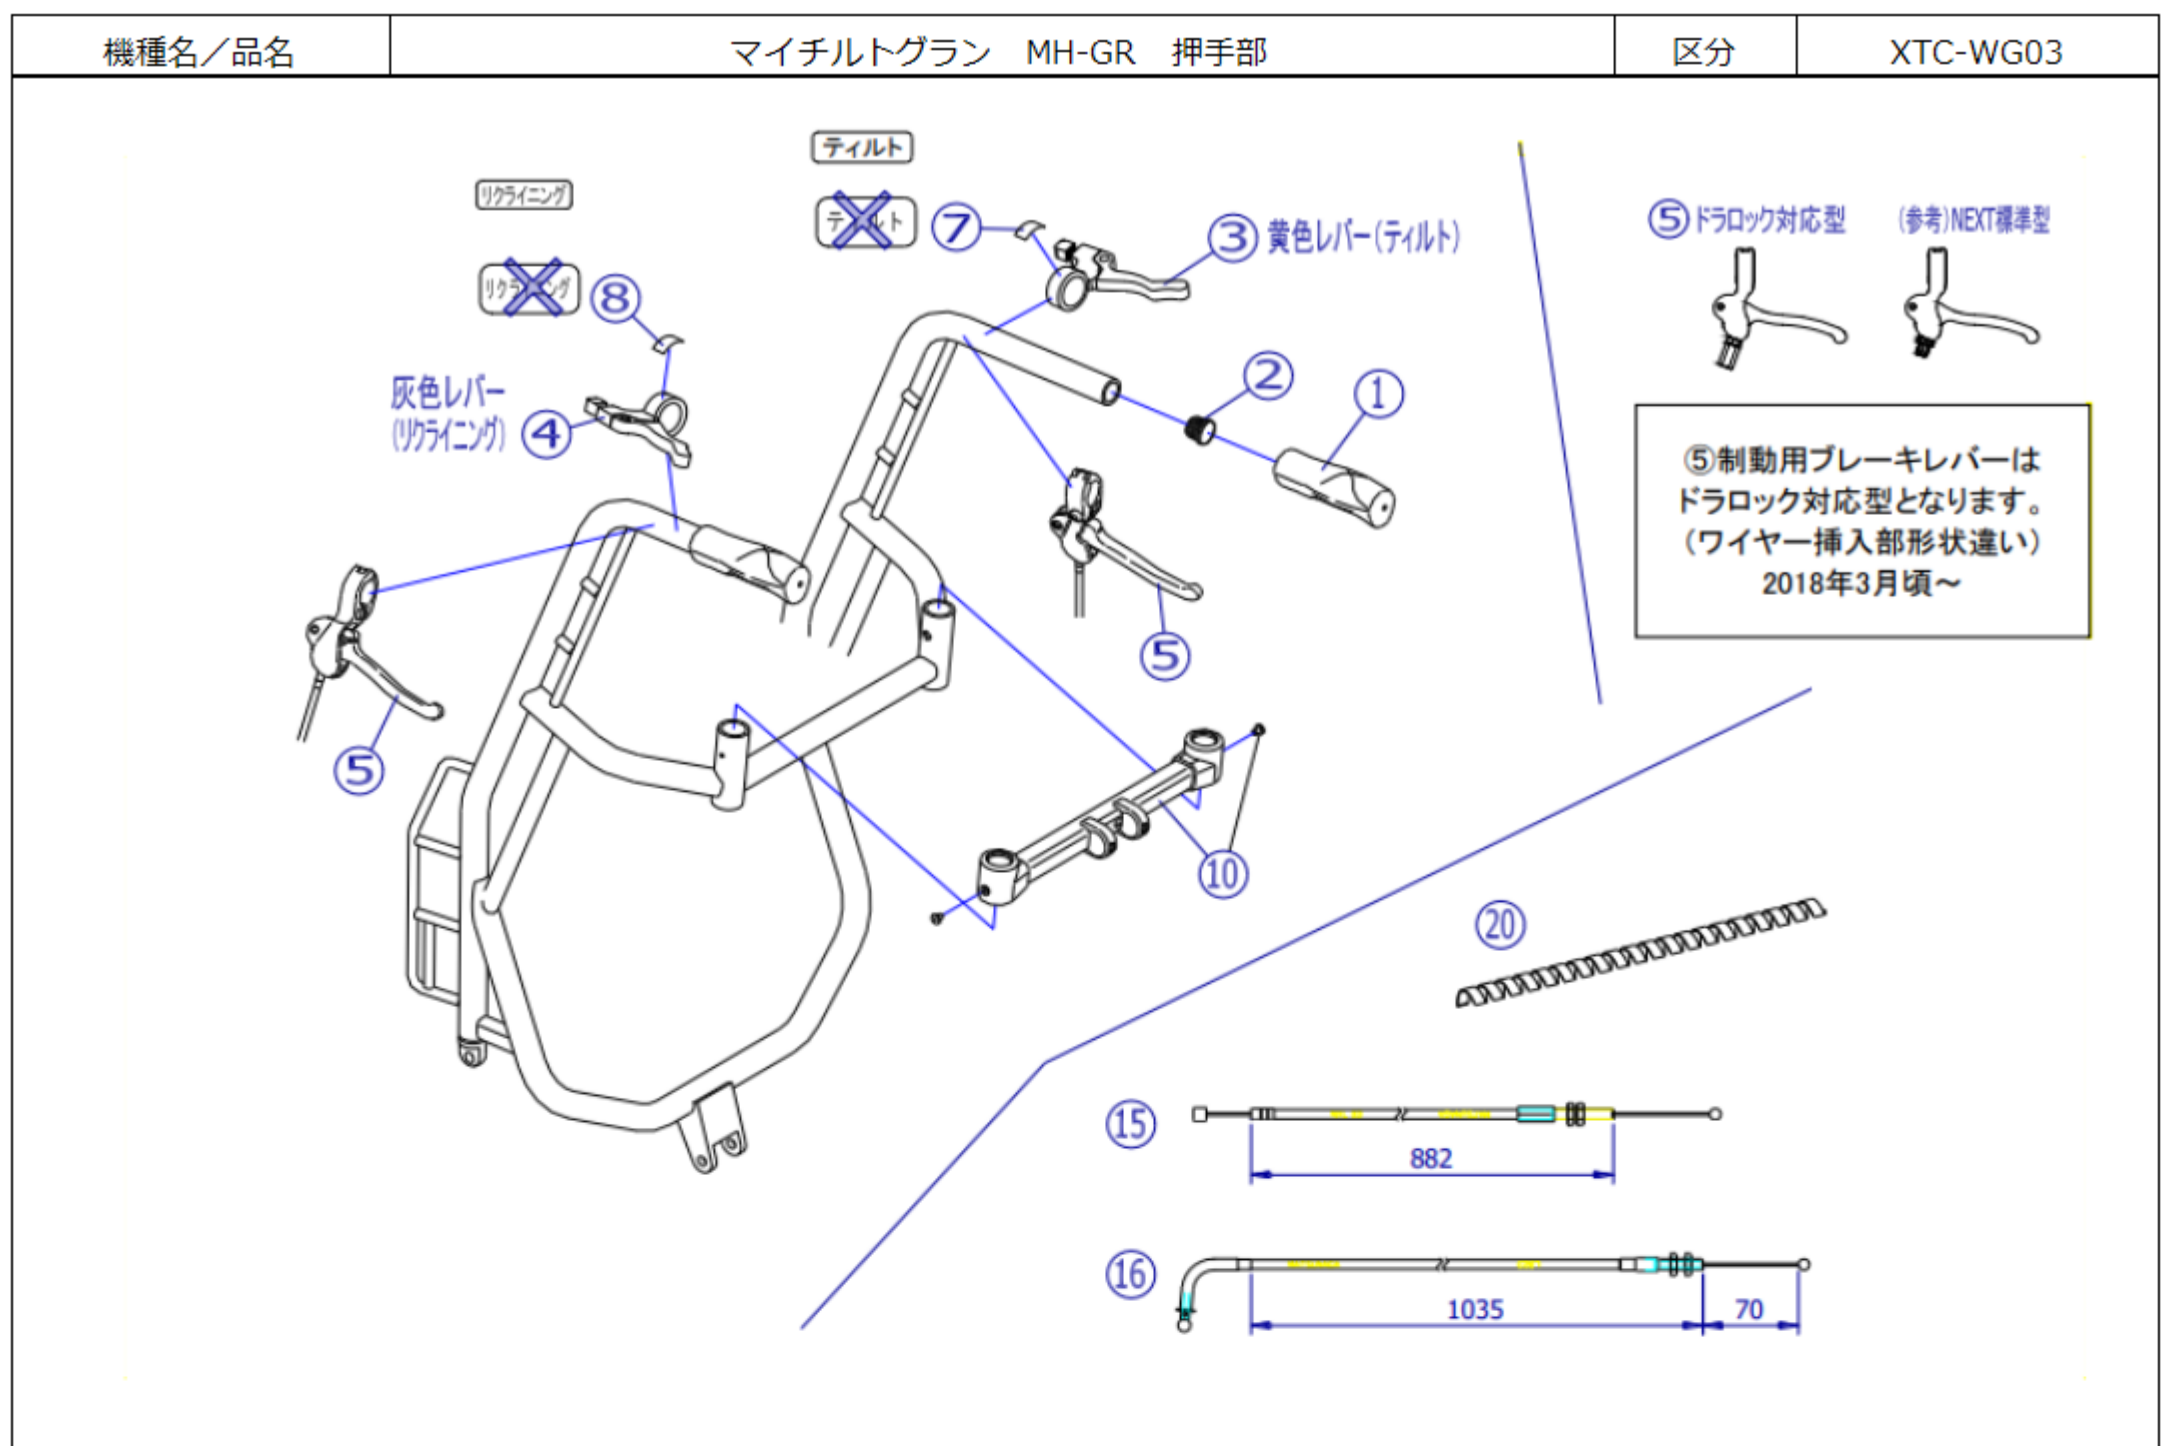 機種名／品名
マイチルトグラン　MH-GR　押手部
区分
XTC-WG03
ティルト
リクライニング
⑦
③ 黄色レバー(ティルト)
⑧
灰色レバー
(リクライニング) ④
②
①
⑤
⑤
⑩
⑤ドラロック対応型
(参考)NEXT標準型
⑤制動用ブレーキレバーは
ドラロック対応型となります。
（ワイヤー挿入部形状違い）
2018年3月頃～
⑳
⑮
882
⑯
1035
70